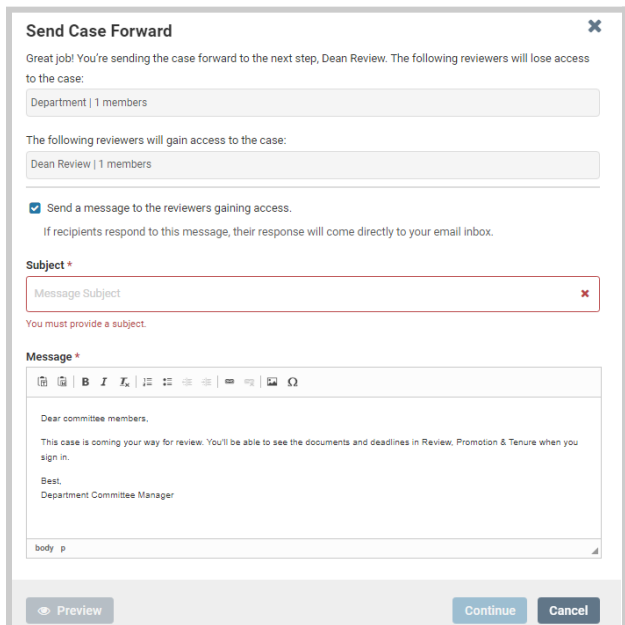 Send Case Forward
Great job! You're sending the case forward to the next step, Dean Review. The following reviewers will lose access
to the case:
Department | 1 members
The following reviewers will gain access to the case:
Dean Review | 1 members
Send a message to the reviewers gaining access.
If recipients respond to this message, their response will come directly to your email inbox.
Subject *
Message Subject
You must provide a subject.
Message *
B I Tx Ω
Dear committee members,
This case is coming your way for review. You'll be able to see the documents and deadlines in Review, Promotion & Tenure when you
sign in.
Best,
Department Committee Manager
body p
Preview Continue Cancel